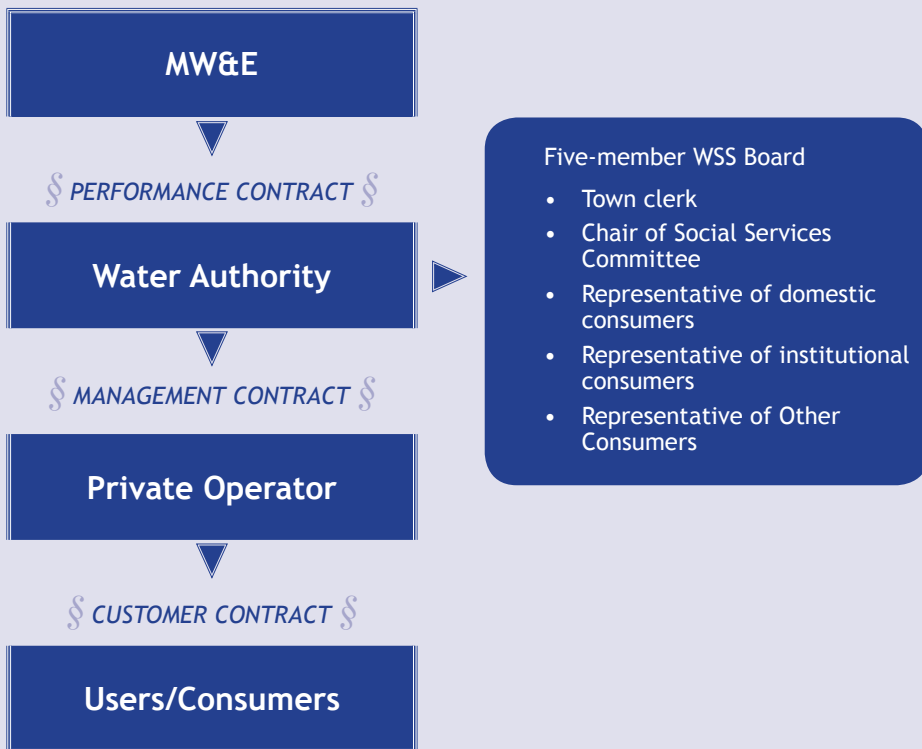 MW&E
§ PERFORMANCE CONTRACT §
Water Authority
§ MANAGEMENT CONTRACT §
Private Operator
§ CUSTOMER CONTRACT §
Users/Consumers
Five-member WSS Board
• Town clerk
• Chair of Social Services
Committee
• Representative of domestic
consumers
• Representative of institutional
consumers
• Representative of Other
Consumers